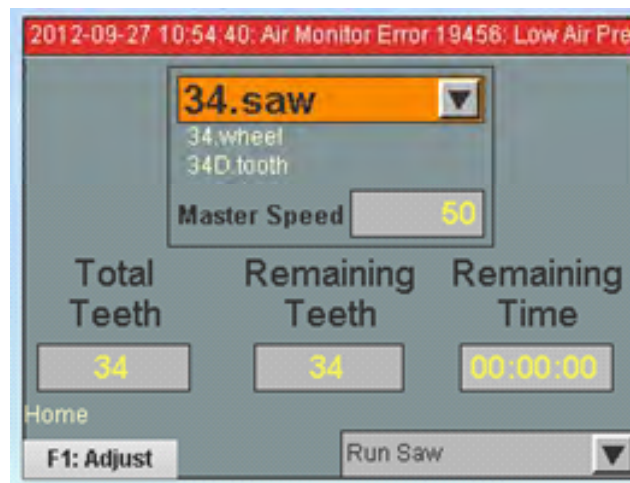 2012-09-27 10:54:40: Air Monitor Error 19456: Low Air Pre
34.saw
34.wheel
34D.tooth
Master Speed 50
Total Teeth
Remaining Teeth
Remaining Time
34 34 00:00:00
Home
F1: Adjust
Run Saw